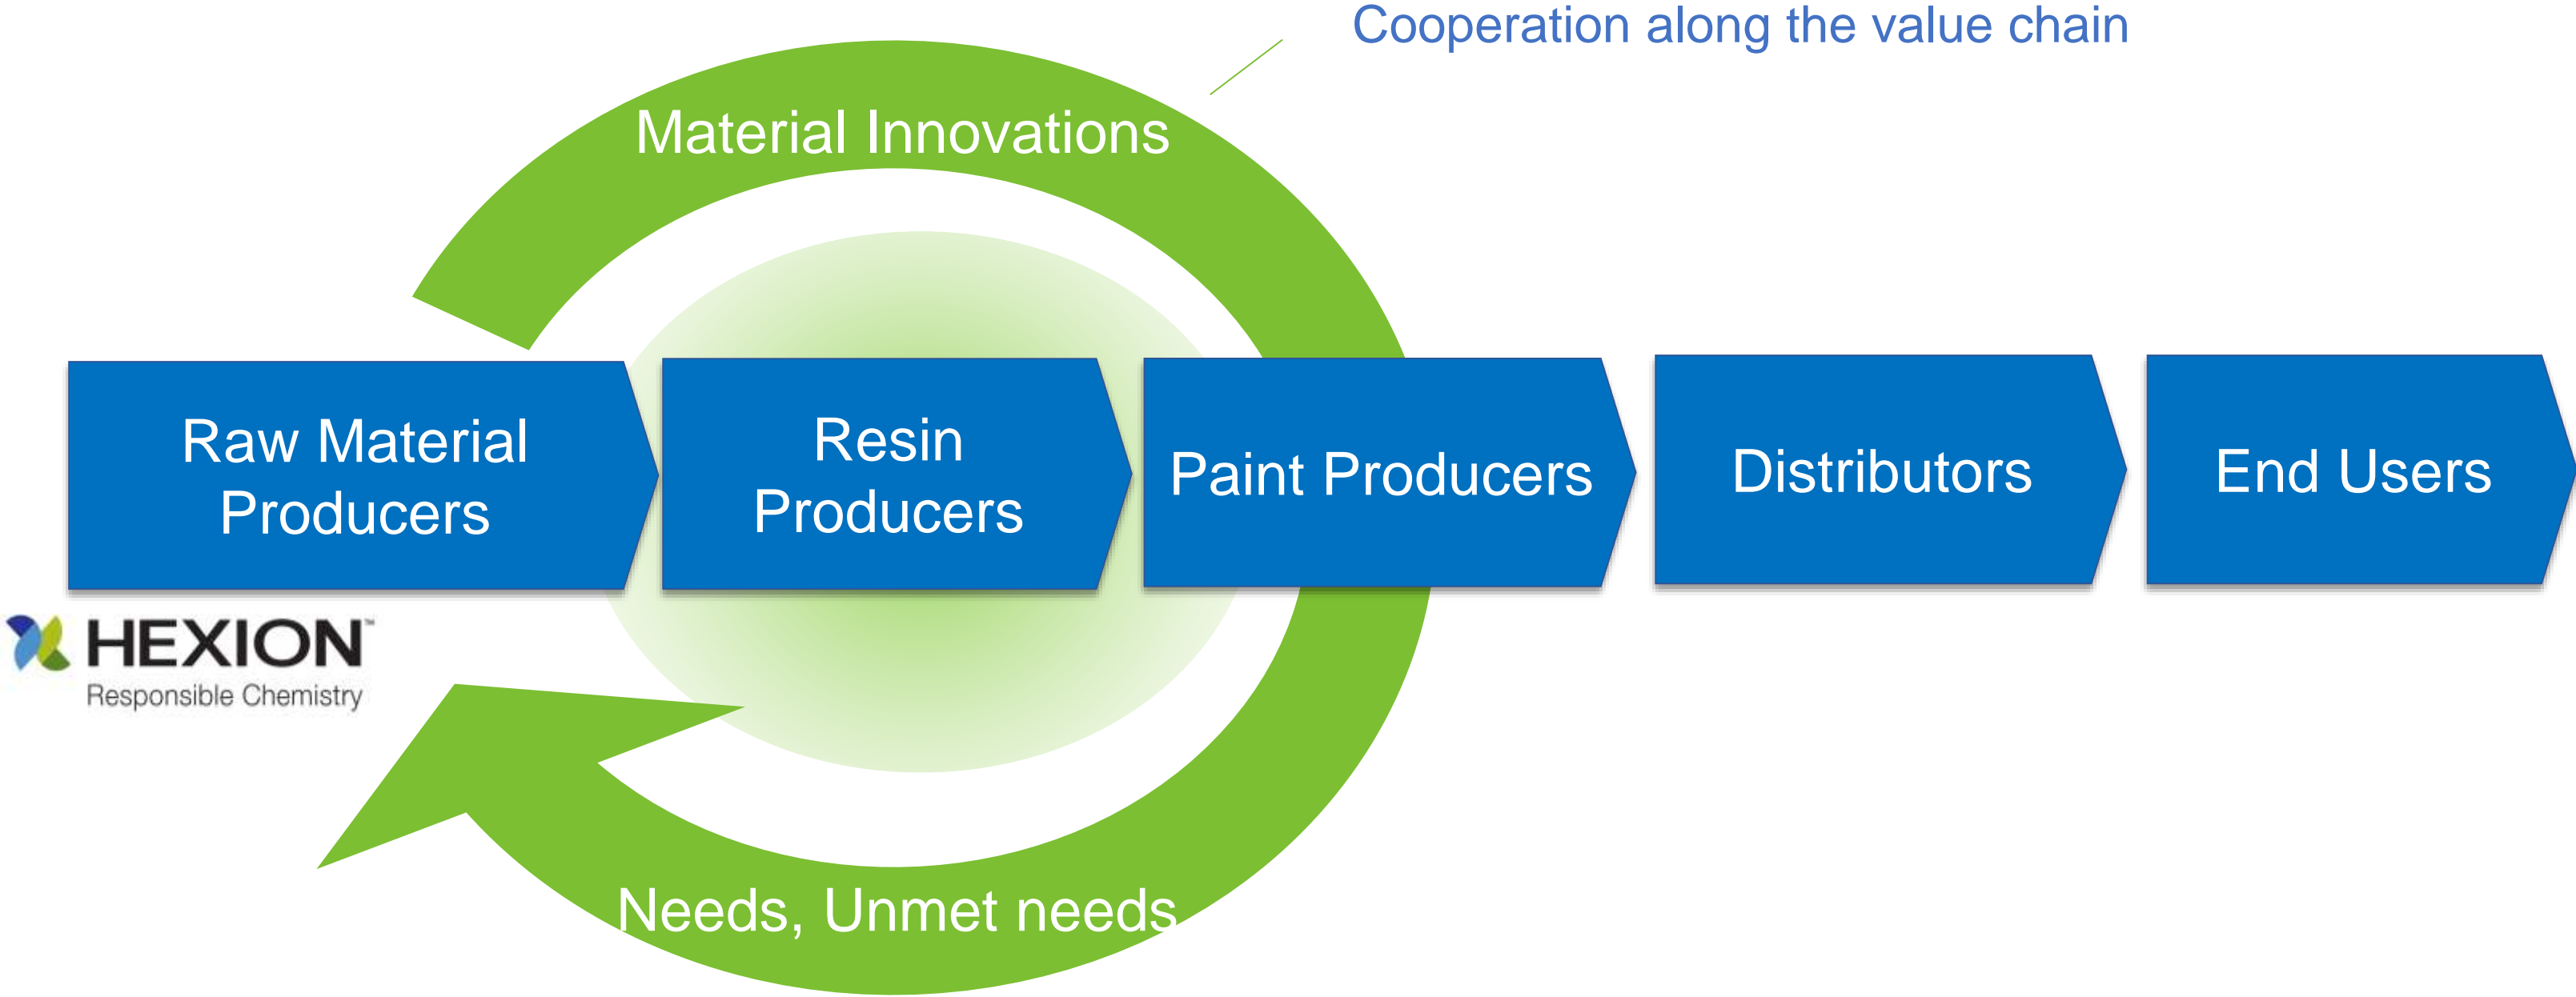 Cooperation along the value chain
Material Innovations
Raw Material
Producers
Resin
Producers
Paint Producers
Distributors
End Users
HEXION™
Responsible Chemistry
Needs, Unmet needs